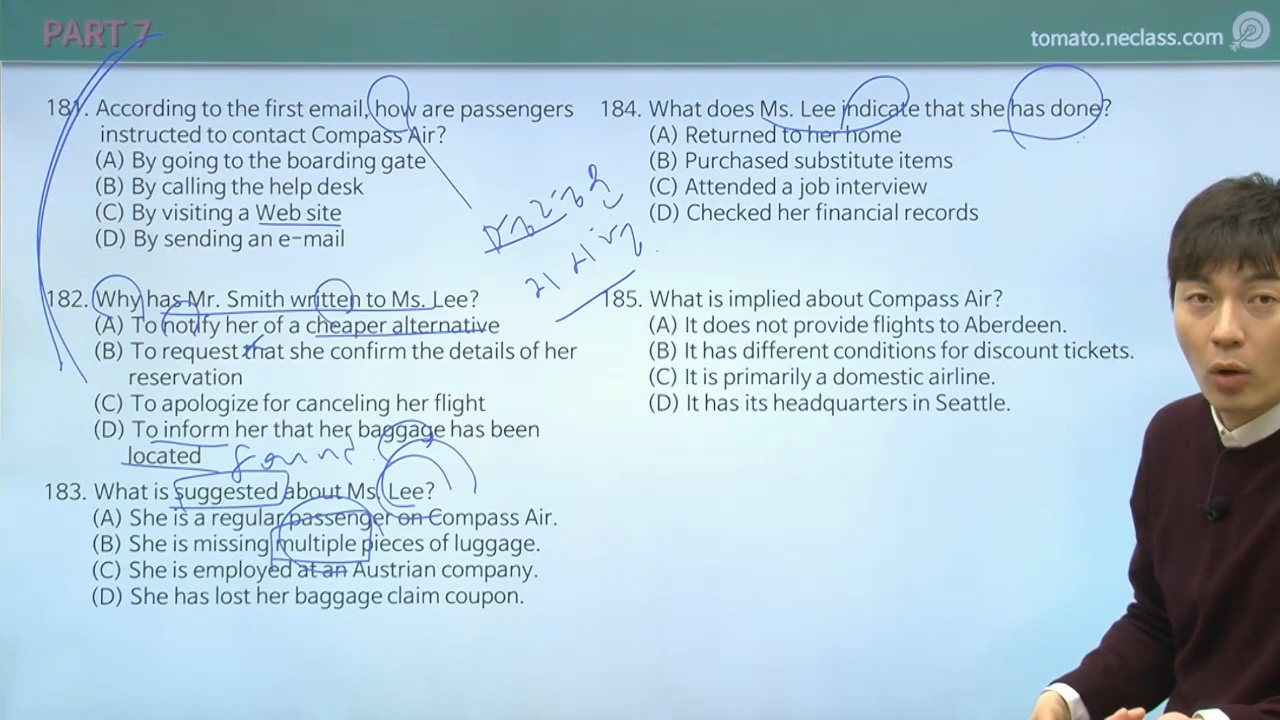 PART 7
tomato.neclass.com
181. According to the first email, how are passengers
instructed to contact Compass Air?
(A) By going to the boarding gate
(B) By calling the help desk
(C) By visiting a Web site
(D) By sending an e-mail
182. Why has Mr. Smith written to Ms. Lee?
(A) To notify her of a cheaper alternative
(B) To request that she confirm the details of her
reservation
(C) To apologize for canceling her flight
(D) To inform her that her baggage has been
located
found
183. What is suggested about Ms. Lee?
(A) She is a regular passenger on Compass Air.
(B) She is missing multiple pieces of luggage.
(C) She is employed at an Austrian company.
(D) She has lost her baggage claim coupon.
184. What does Ms. Lee indicate that she has done?
(A) Returned to her home
(B) Purchased substitute items
(C) Attended a job interview
(D) Checked her financial records
185. What is implied about Compass Air?
(A) It does not provide flights to Aberdeen.
(B) It has different conditions for discount tickets.
(C) It is primarily a domestic airline.
(D) It has its headquarters in Seattle.